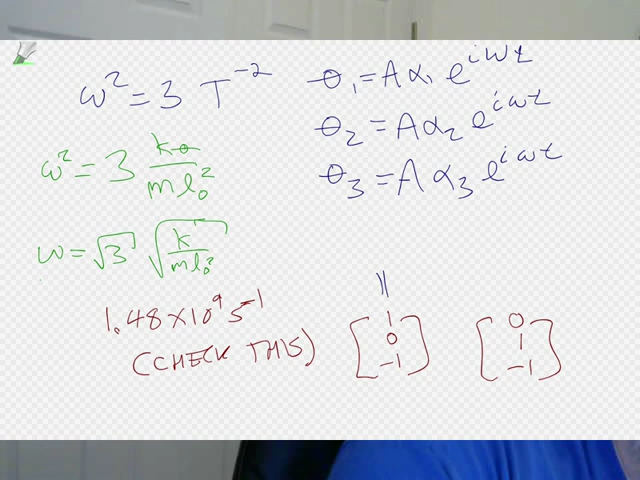 ω² = 3 T⁻²
θ₁ = Aα₁ e^{iωt}
θ₂ = Aα₂ e^{iωt}
θ₃ = Aα₃ e^{iωt}
ω² = 3 kθ/ml₀²
ω = √3 √(k/ml₀²)
1.48×10⁹ s⁻¹
(CHECK THIS)
||
[1 0 -1]
[0 1 -1]